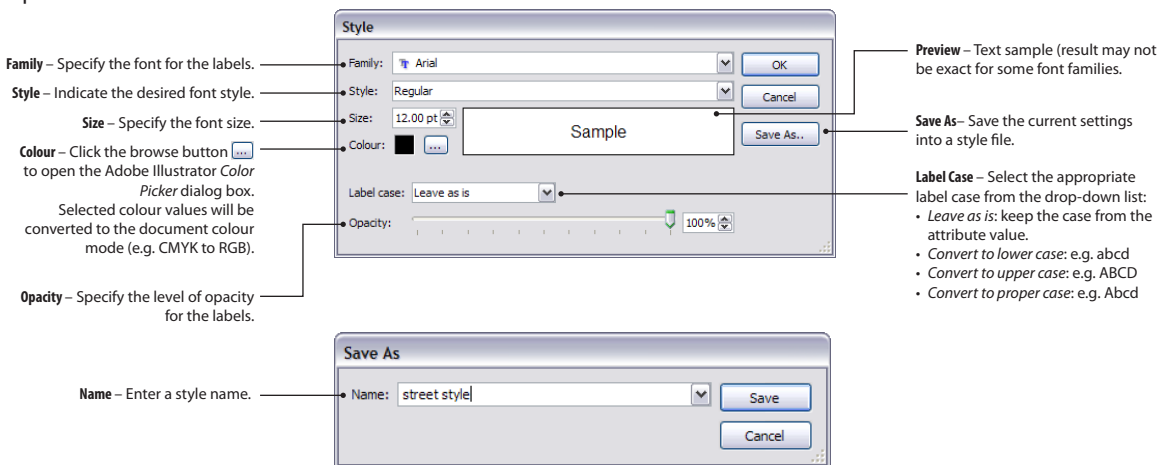 Style
Family – Specify the font for the labels.
Style – Indicate the desired font style.
Size – Specify the font size.
Colour – Click the browse button ...
to open the Adobe Illustrator Color
Picker dialog box.
Selected colour values will be
converted to the document colour
mode (e.g. CMYK to RGB).
Opacity – Specify the level of opacity
for the labels.
Family: Arial
OK
Style: Regular
Cancel
Size: 12.00 pt
Sample
Save As..
Colour: ...
Label case: Leave as is
Opacity: 100%
Preview – Text sample (result may not
be exact for some font families.
Save As– Save the current settings
into a style file.
Label Case – Select the appropriate
label case from the drop-down list:
• Leave as is: keep the case from the
attribute value.
• Convert to lower case: e.g. abcd
• Convert to upper case: e.g. ABCD
• Convert to proper case: e.g. Abcd
Save As
Name – Enter a style name.
Name: street style
Save
Cancel